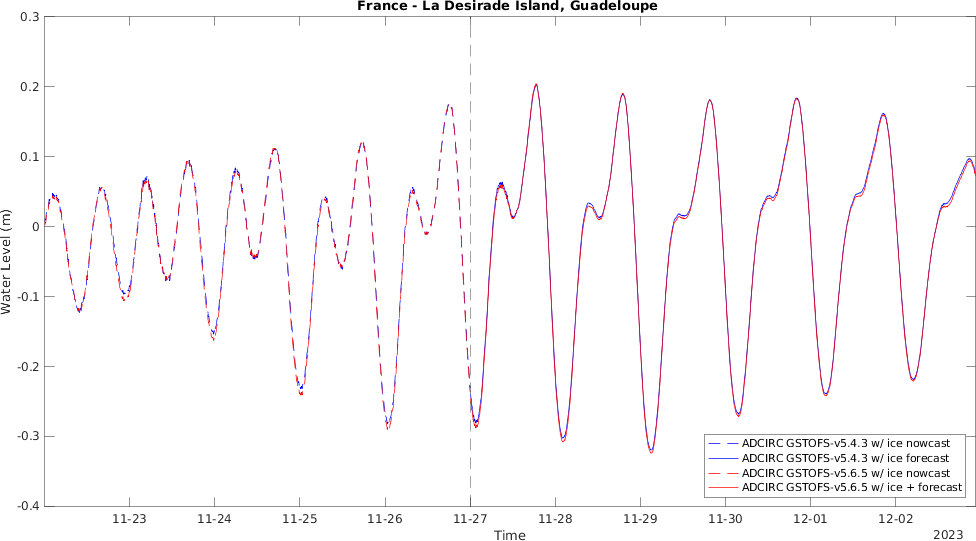 France - La Desirade Island, Guadeloupe
0.3
0.2
0.1
0
-0.1
-0.2
-0.3
-0.4
Water Level (m)
11-23 11-24 11-25 11-26 11-27 11-28 11-29 11-30 12-01 12-02
Time
2023
ADCIRC GSTOFS-v5.4.3 w/ ice nowcast
ADCIRC GSTOFS-v5.4.3 w/ ice forecast
ADCIRC GSTOFS-v5.6.5 w/ ice nowcast
ADCIRC GSTOFS-v5.6.5 w/ ice + forecast